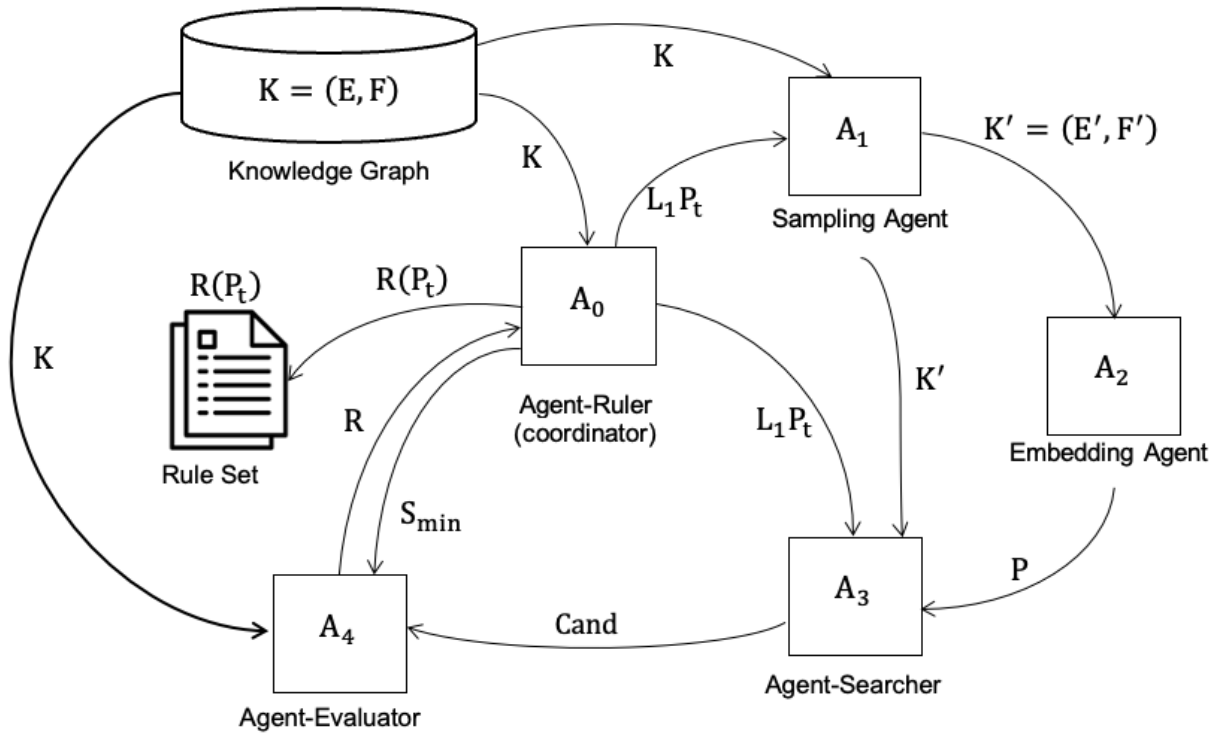 K
K = (E, F)
A₁
K′ = (E′, F′)
Knowledge Graph
K
L₁Pₜ
Sampling Agent
R(Pₜ)
R(Pₜ)
A₀
K
A₂
K′
Agent-Ruler
(coordinator)
L₁Pₜ
R
Embedding Agent
Rule Set
Sₘᵢₙ
P
A₃
A₄
Cand
Agent-Searcher
Agent-Evaluator